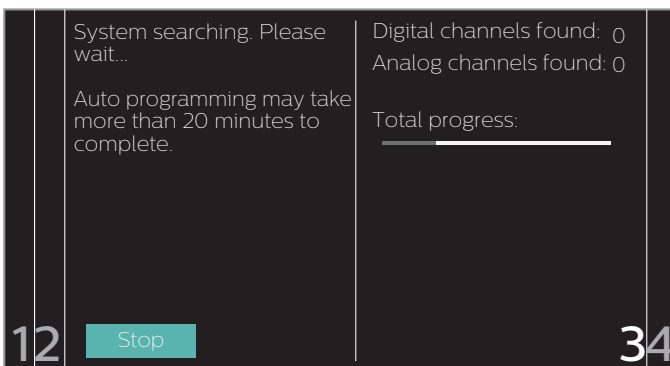 System searching. Please
wait...
Auto programming may take
more than 20 minutes to
complete.
Digital channels found: 0
Analog channels found: 0
Total progress:
12
Stop
34